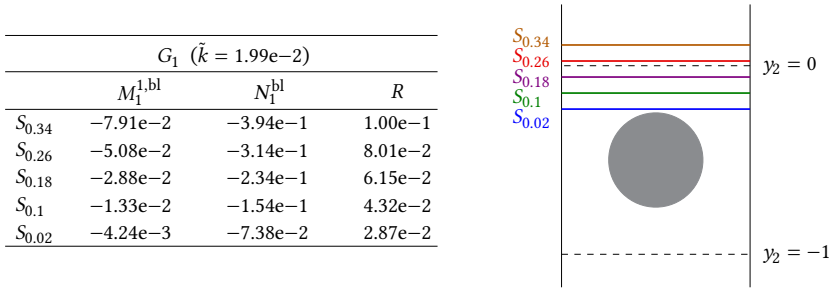 G₁ (k̃ = 1.99e−2)
M₁^{1,bl} N₁^{bl} R
S₀.₃₄ −7.91e−2 −3.94e−1 1.00e−1
S₀.₂₆ −5.08e−2 −3.14e−1 8.01e−2
S₀.₁₈ −2.88e−2 −2.34e−1 6.15e−2
S₀.₁ −1.33e−2 −1.54e−1 4.32e−2
S₀.₀₂ −4.24e−3 −7.38e−2 2.87e−2
S₀.₃₄
S₀.₂₆
y₂ = 0
S₀.₁₈
S₀.₁
S₀.₀₂
y₂ = −1